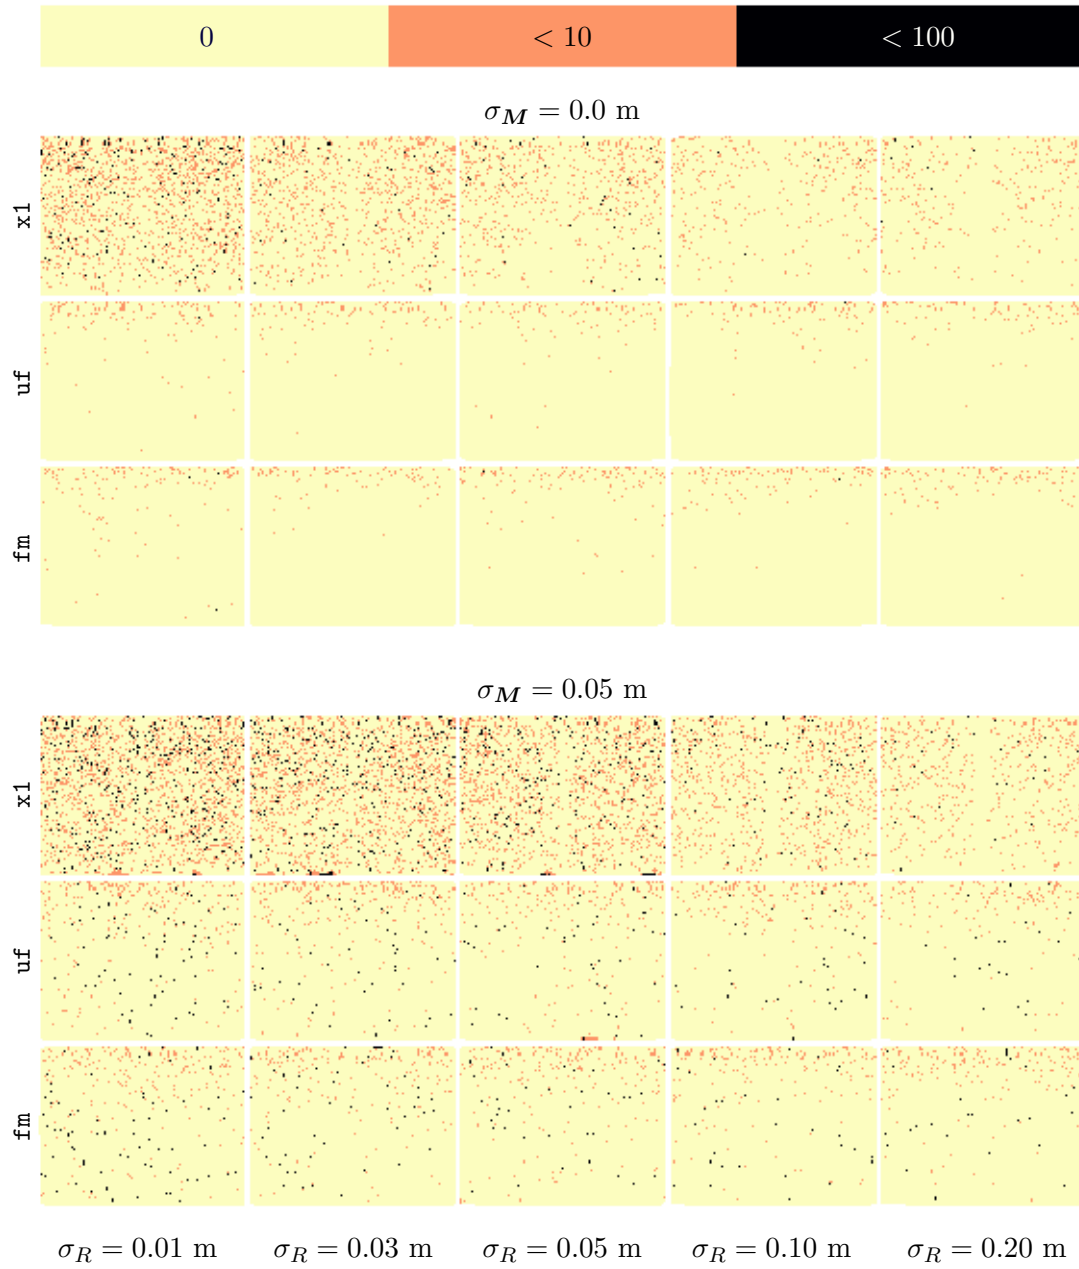 0 < 10 < 100
σ_M = 0.0 m
x1
uf
fm
σ_M = 0.05 m
x1
uf
fm
σ_R = 0.01 m σ_R = 0.03 m σ_R = 0.05 m σ_R = 0.10 m σ_R = 0.20 m